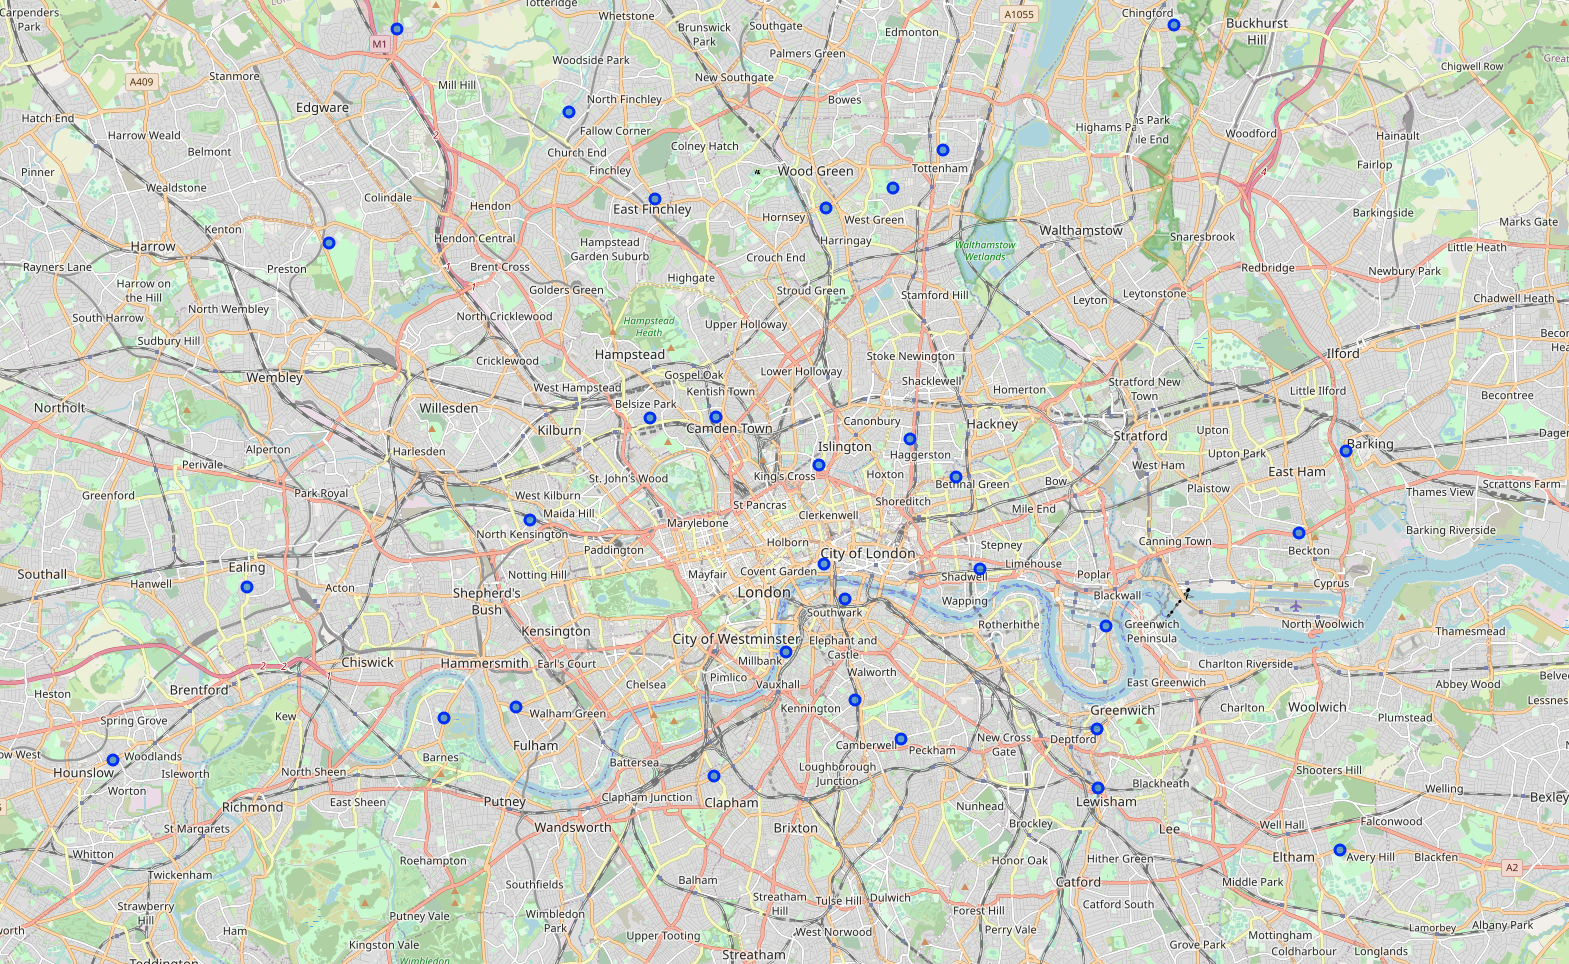 Carpenders
Park
Totteridge
Whetstone
Brunswick
Park
Southgate
Edmonton
A1055
Chingford
Buckhurst
Hill
M1
Palmers Green
Woodside Park
New Southgate
Chigwell Row
Stanmore
A409
Mill Hill
Edgware
North Finchley
Bowes
Hatch End
Harrow Weald
Fallow Corner
Highams Pa
Woodford
Hainault
Belmont
Church End
Colney Hatch
Finchley
Wood Green
Tottenham
Fairlop
Pinner
Wealdstone
Colindale
Hendon
East Finchley
Hornsey
West Green
Barkingside
Marks Gate
Kenton
Hendon Central
Hampstead
Garden Suburb
Harringay
Walthamstow
Walthamstow
Wetlands
Snaresbrook
Little Heath
Harrow
Rayners Lane
Preston
Brent Cross
Crouch End
Highgate
Redbridge
Newbury Park
Harrow on
the Hill
Golders Green
Stroud Green
Stamford Hill
Leyton
Leytonstone
Chadwell Heath
South Harrow
North Wembley
North Cricklewood
Hampstead
Heath
Upper Holloway
Sudbury Hill
Cricklewood
Hampstead
Stoke Newington
Ilford
Wembley
Gospel Oak
Lower Holloway
Shacklewell
Homerton
Stratford New
Town
Little Ilford
Becontree
West Hampstead
Kentish Town
Belsize Park
Northolt
Willesden
Kilburn
Camden Town
Canonbury
Hackney
Stratford
Upton
Barking
Alperton
Harlesden
Islington
Haggerston
Upton Park
Perivale
West Ham
East Ham
St. John's Wood
King's Cross
Hoxton
Bethnal Green
Bow
Plaistow
Thames View
Scrattons Farm
Greenford
Park Royal
West Kilburn
St Pancras
Shoreditch
Mile End
Maida Hill
Marylebone
Clerkenwell
North Kensington
Barking Riverside
Paddington
Holborn
City of London
Stepney
Canning Town
Beckton
Southall
Hanwell
Ealing
Acton
Notting Hill
Mayfair
Covent Garden
Shadwell
Limehouse
Poplar
Cyprus
Shepherd's
Bush
London
Wapping
Blackwall
Southwark
Rotherhithe
Greenwich
Peninsula
North Woolwich
Thamesmead
Kensington
City of Westminster
Elephant and
Castle
Chiswick
Hammersmith
Earl's Court
Millbank
Walworth
Charlton Riverside
Heston
Brentford
Chelsea
Pimlico
Vauxhall
East Greenwich
Abbey Wood
Spring Grove
Kew
Walham Green
Kennington
Greenwich
Charlton
Woolwich
Plumstead
Fulham
Camberwell
Peckham
New Cross
Gate
Deptford
Woodlands
Barnes
Hounslow
Isleworth
North Sheen
Battersea
Loughborough
Junction
Blackheath
Shooters Hill
Worton
Richmond
East Sheen
Putney
Clapham Junction
Clapham
Nunhead
Lewisham
Welling
St Margarets
Wandsworth
Brixton
Brockley
Lee
Well Hall
Falconwood
Whitton
Roehampton
Honor Oak
Hither Green
Eltham
Avery Hill
Blackfen
A2
Twickenham
Southfields
Balham
Catford
Middle Park
Strawberry
Hill
Putney Vale
Wimbledon
Park
Streatham
Hill
Tulse Hill
Dulwich
Forest Hill
Catford South
Ham
Kingston Vale
Upper Tooting
West Norwood
Perry Vale
Grove Park
Mottingham
Coldharbour
Longlands
Lamorbey
Albany Park
Streatham
Wimbledon
Teddington